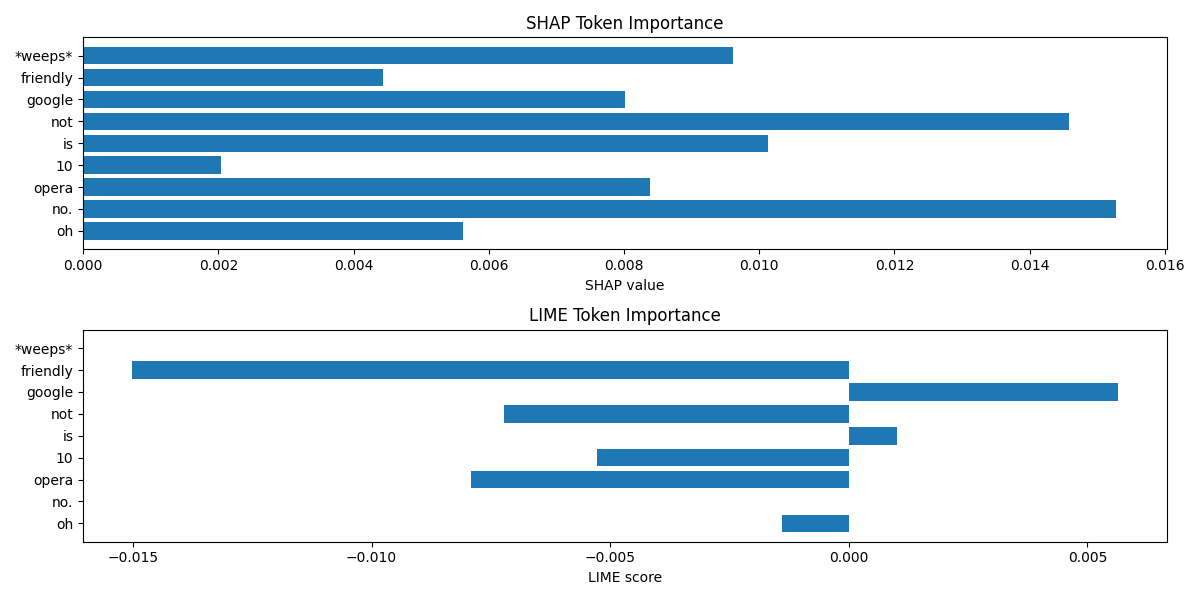 SHAP Token Importance
*weeps*
friendly
google
not
is
10
opera
no.
oh
0.000 0.002 0.004 0.006 0.008 0.010 0.012 0.014 0.016
SHAP value
LIME Token Importance
*weeps*
friendly
google
not
is
10
opera
no.
oh
−0.015 −0.010 −0.005 0.000 0.005
LIME score